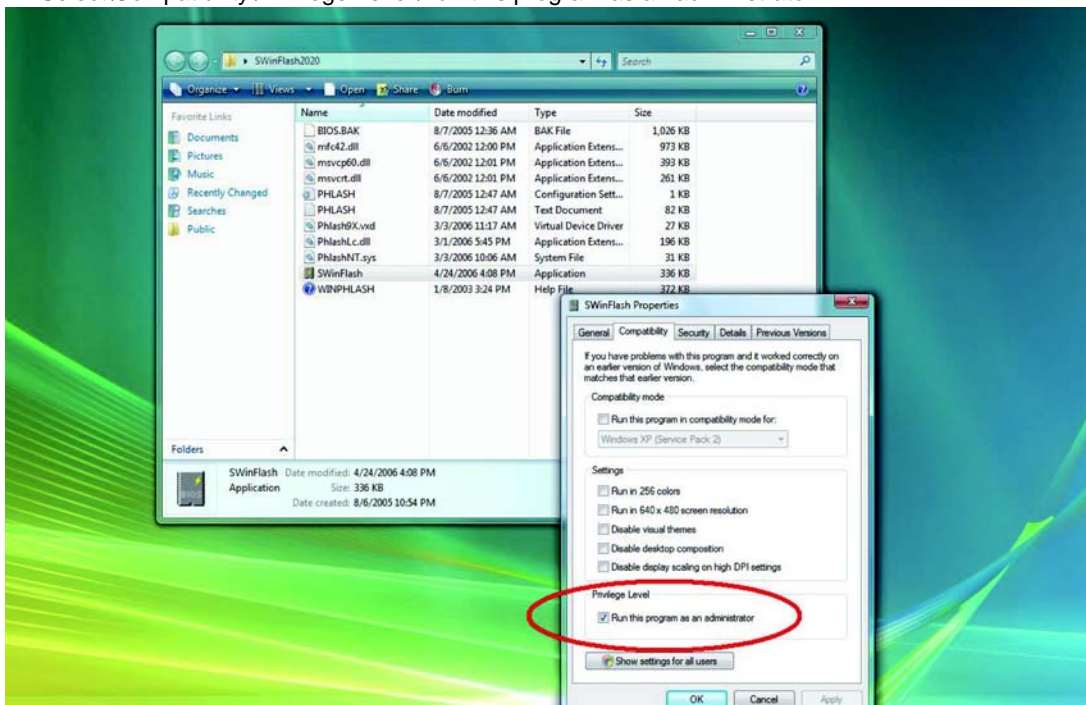 SWinFlash2020
Search
Organize Views Open Share Burn
Favorite Links
Documents
Pictures
Music
Recently Changed
Searches
Public
Folders
Name Date modified Type Size
BIOS.BAK 8/7/2005 12:36 AM BAK File 1,026 KB
mfc42.dll 6/6/2002 12:00 PM Application Extens... 973 KB
msvcp60.dll 6/6/2002 12:01 PM Application Extens... 393 KB
msvcrt.dll 6/6/2002 12:01 PM Application Extens... 261 KB
PHLASH 8/7/2005 12:47 AM Configuration Sett... 1 KB
PHLASH 8/7/2005 12:47 AM Text Document 82 KB
Phlash9X.vxd 3/3/2006 11:17 AM Virtual Device Driver 27 KB
PhlashLc.dll 3/1/2006 5:45 PM Application Extens... 196 KB
PhlashNT.sys 3/3/2006 10:06 AM System File 31 KB
SWinFlash 4/24/2006 4:08 PM Application 336 KB
WINPHLASH 1/8/2003 3:24 PM Help File 372 KB
SWinFlash Date modified: 4/24/2006 4:08 PM
Application Size: 336 KB
Date created: 8/6/2005 10:54 PM
BIOS
SWinFlash Properties
General Compatibility Security Details Previous Versions
If you have problems with this program and it worked correctly on
an earlier version of Windows, select the compatibility mode that
matches that earlier version.
Compatibility mode
Run this program in compatibility mode for:
Windows XP (Service Pack 2)
Settings
Run in 256 colors
Run in 640 x 480 screen resolution
Disable visual themes
Disable desktop composition
Disable display scaling on high DPI settings
Privilege Level
Run this program as an administrator
Show settings for all users
OK Cancel Apply